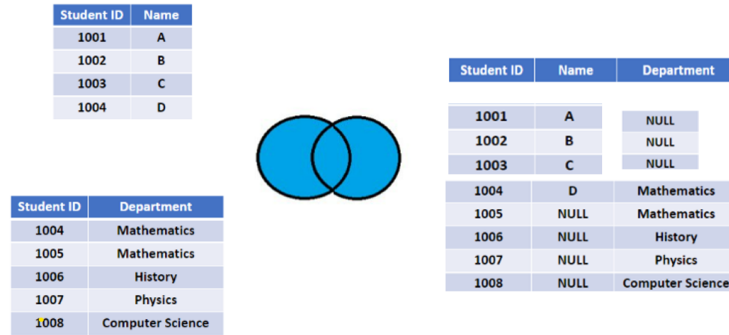 Student ID Name
1001 A
1002 B
1003 C
1004 D
Student ID Department
1004 Mathematics
1005 Mathematics
1006 History
1007 Physics
1008 Computer Science
Student ID Name Department
1001 A NULL
1002 B NULL
1003 C NULL
1004 D Mathematics
1005 NULL Mathematics
1006 NULL History
1007 NULL Physics
1008 NULL Computer Science